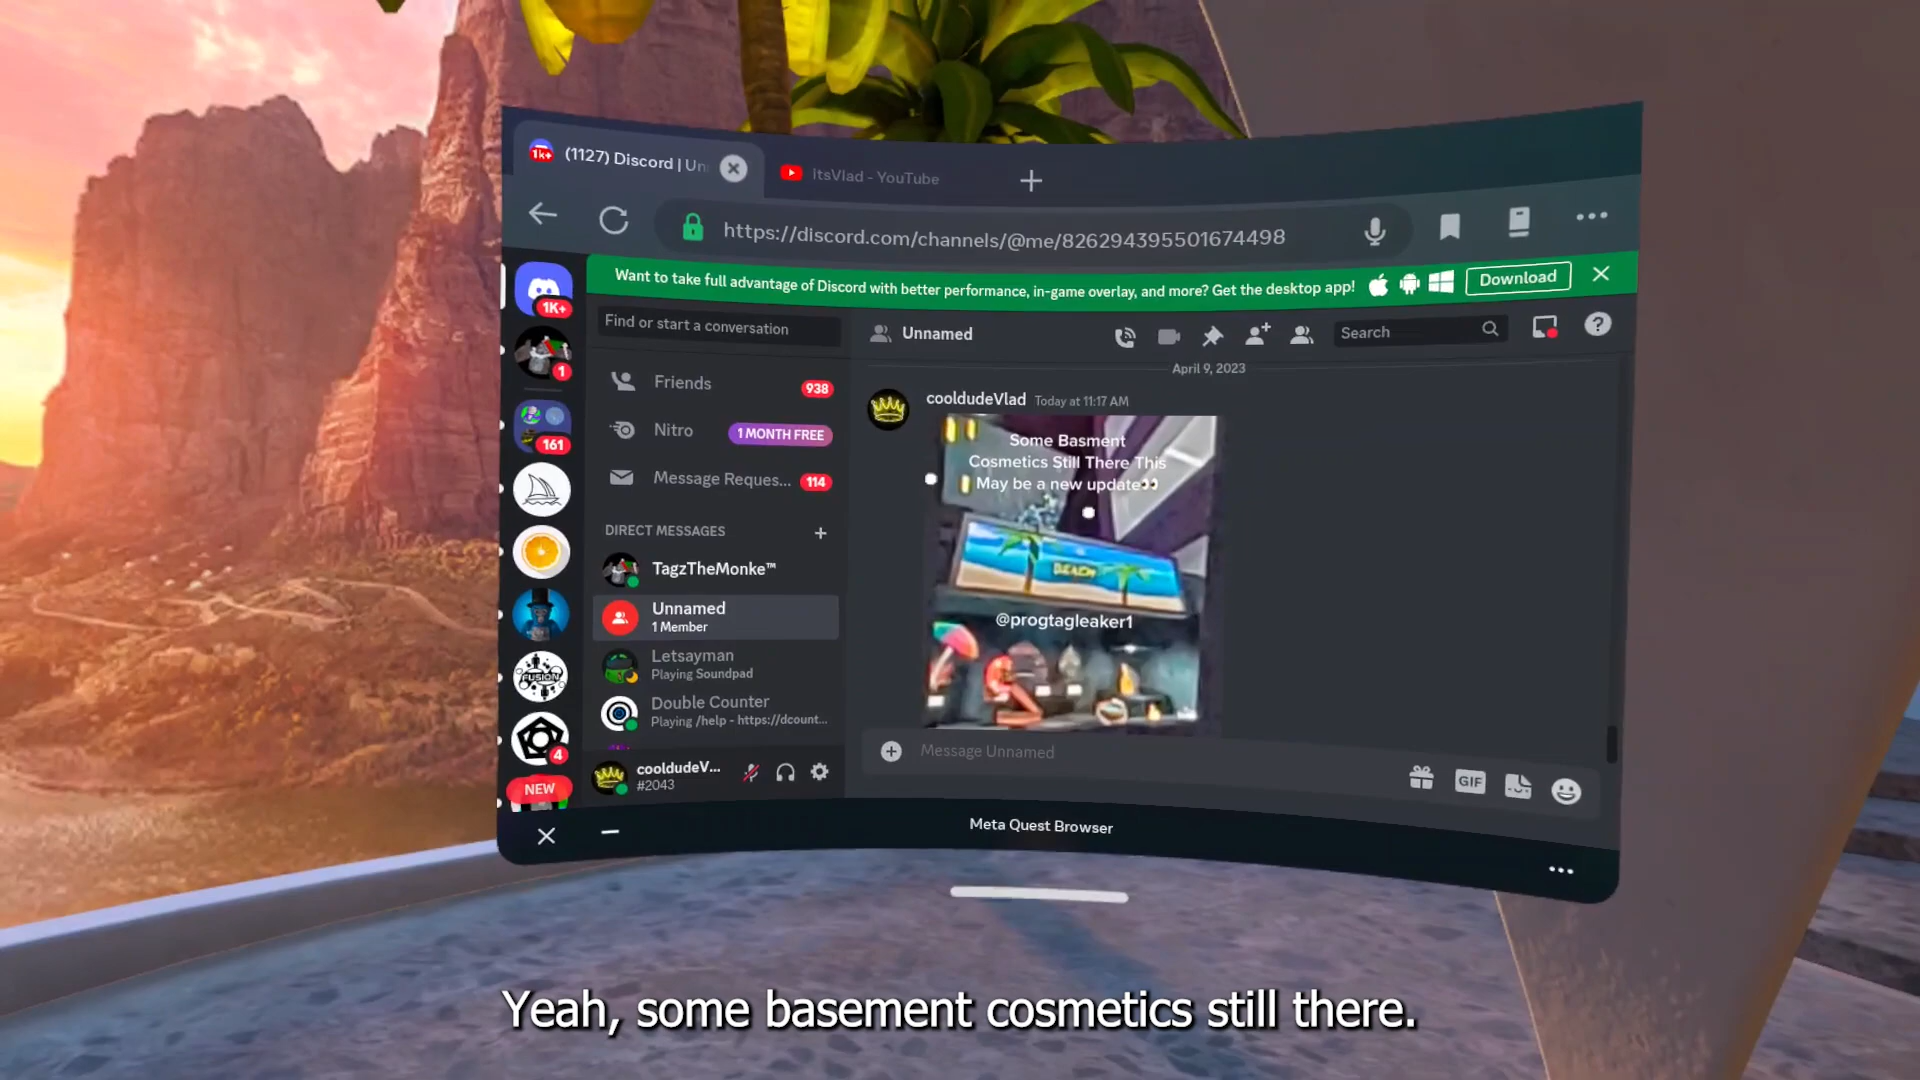 1k+
(1127) Discord | Un
ItsVlad - YouTube
https://discord.com/channels/@me/826294395501674498
Want to take full advantage of Discord with better performance, in-game overlay, and more? Get the desktop app!
Download
1K+
1
161
4
NEW
Find or start a conversation
Friends
938
Nitro
1 MONTH FREE
Message Reques...
114
DIRECT MESSAGES
TagzTheMonke™
Unnamed
1 Member
Letsayman
Playing Soundpad
Double Counter
Playing /help - https://dcount...
cooldudeV...
#2043
Unnamed
Search
April 9, 2023
cooldudeVlad
Today at 11:17 AM
Some Basment
Cosmetics Still There This
May be a new update👀
BEACH
@progtagleaker1
FUSION
Message Unnamed
GIF
Meta Quest Browser
Yeah, some basement cosmetics still there.